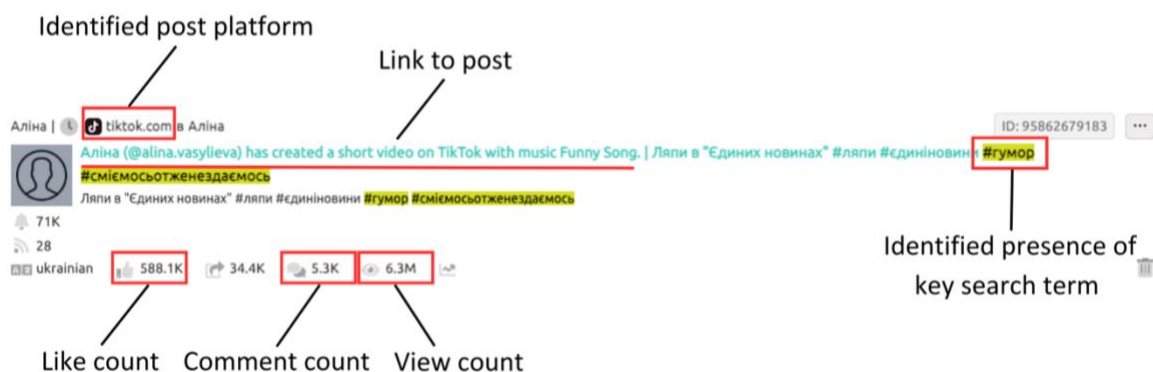 Identified post platform
Link to post
Аліна | tiktok.com в Аліна
ID: 95862679183 ...
Аліна (@alina.vasylieva) has created a short video on TikTok with music Funny Song. | Ляпи в "Єдиних новинах" #ляпи #єдиніновини #гумор
#сміємосьотженездаємось
Ляпи в "Єдиних новинах" #ляпи #єдиніновини #гумор #сміємосьотженездаємось
71K
28
ukrainian 588.1K 34.4K 5.3K 6.3M
Identified presence of
key search term
Like count Comment count View count